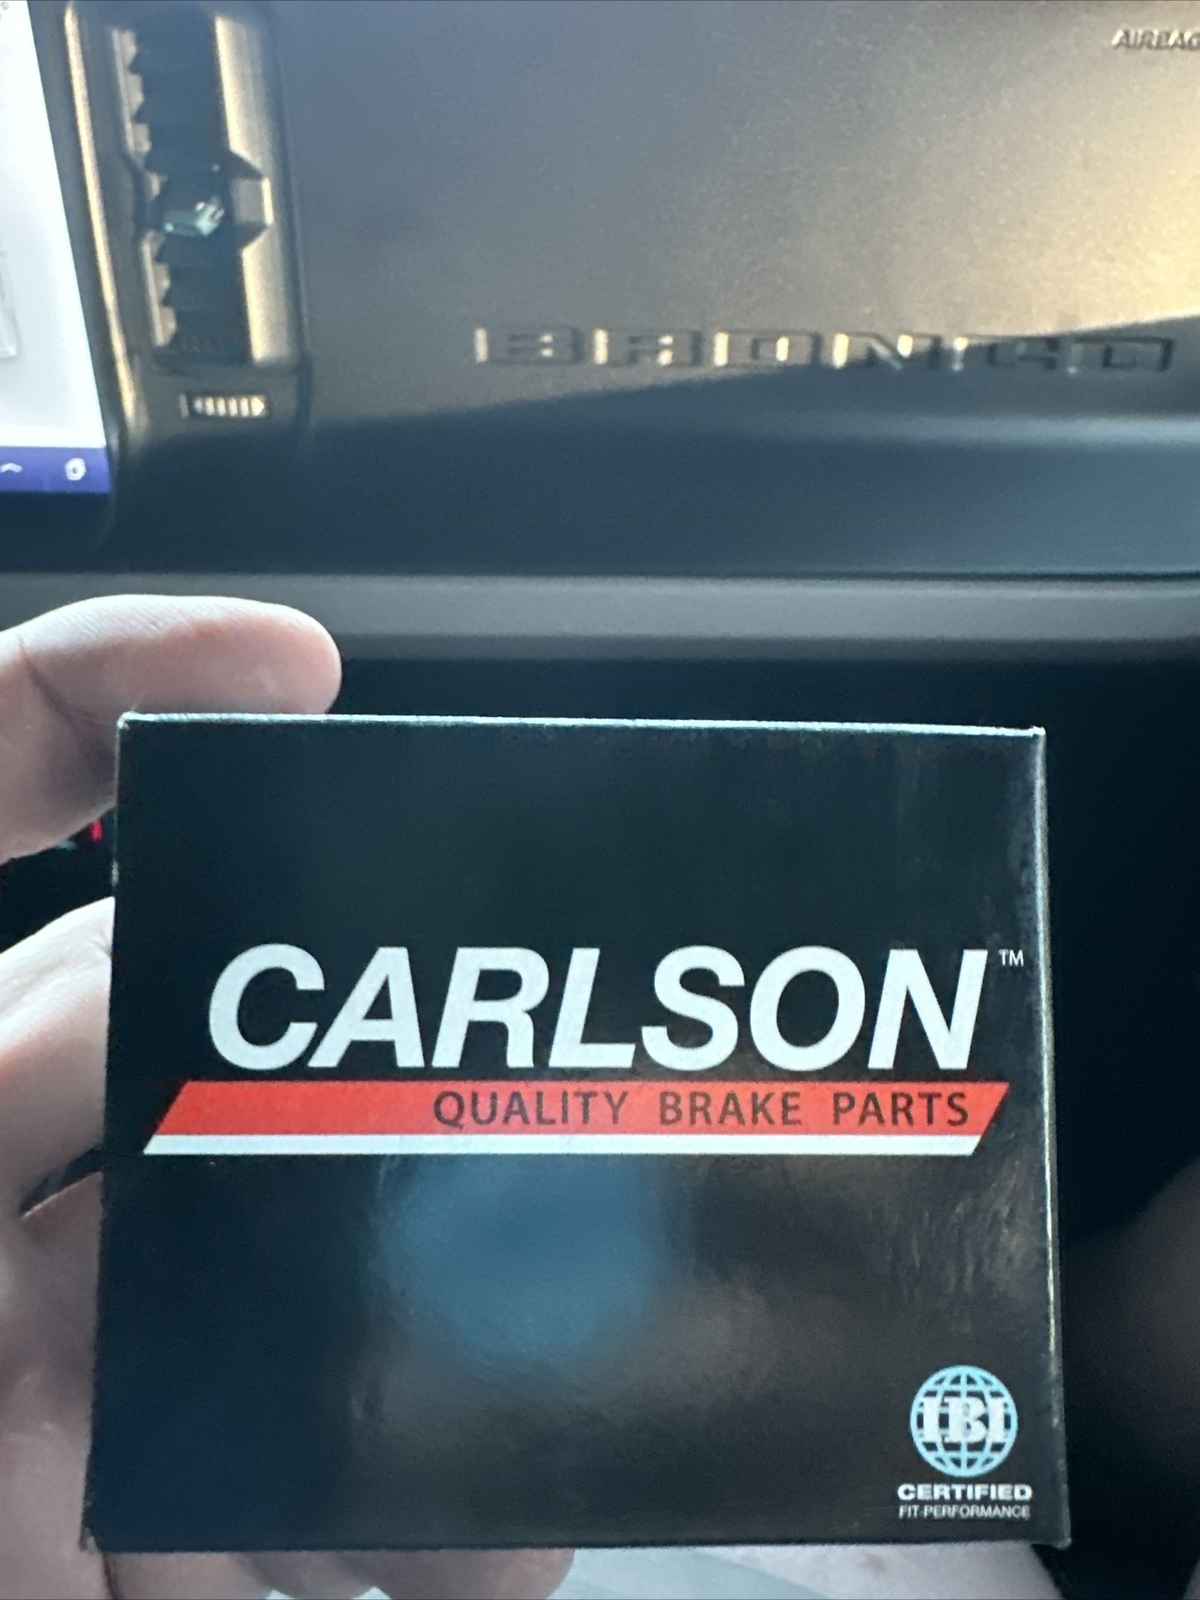 AIRBAG
BRONCO
CARLSON™
QUALITY BRAKE PARTS
IBI
CERTIFIED
FIT-PERFORMANCE